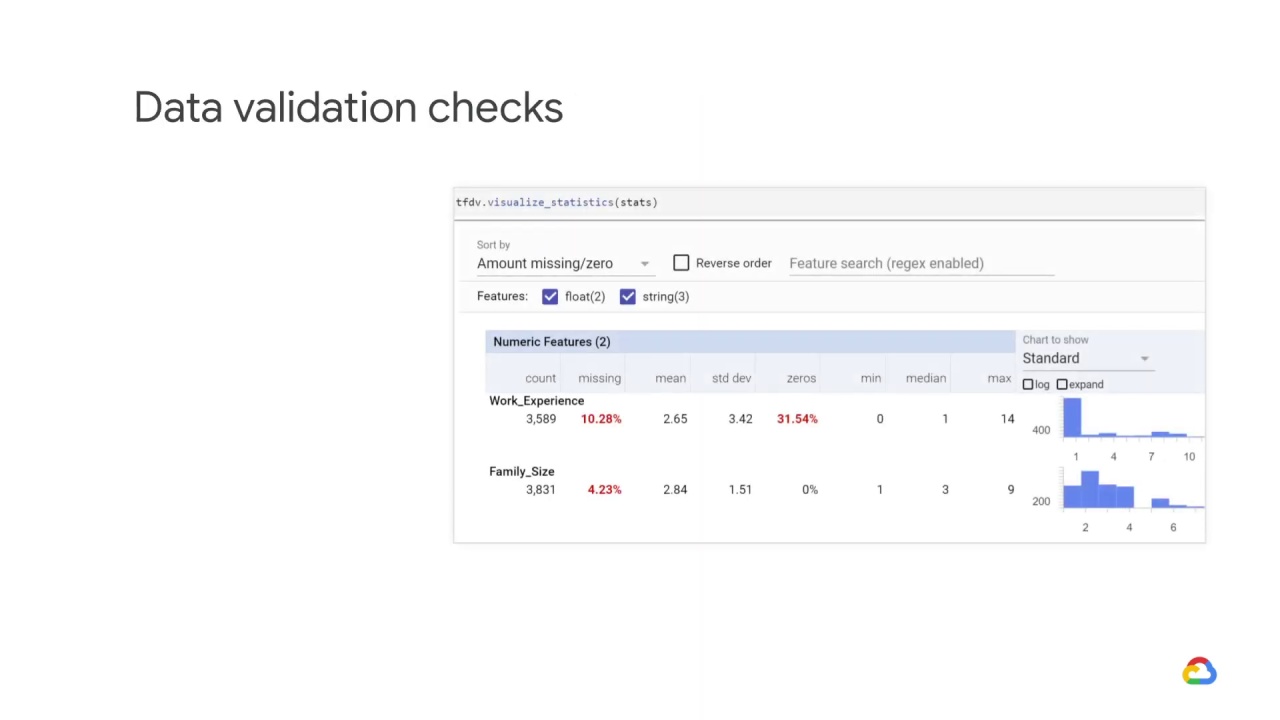 Data validation checks
tfdv.visualize_statistics(stats)
Sort by
Amount missing/zero
Reverse order
Feature search (regex enabled)
Features: float(2) string(3)
Numeric Features (2)
Chart to show
Standard
count missing mean std dev zeros min median max
log expand
Work_Experience
3,589 10.28% 2.65 3.42 31.54% 0 1 14
400
1 4 7 10
Family_Size
3,831 4.23% 2.84 1.51 0% 1 3 9
200
2 4 6